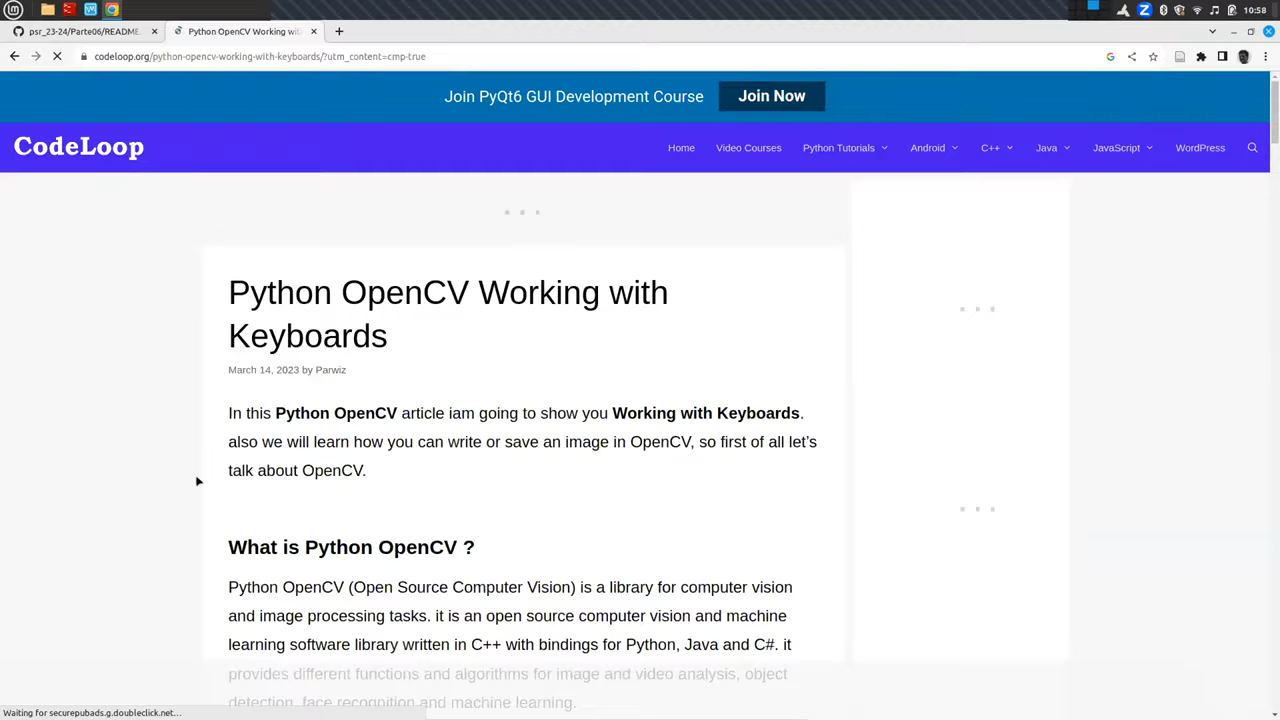 10:58
psr_23-24/Parte06/README.
Python OpenCV Working wit
codeloop.org/python-opencv-working-with-keyboards/?utm_content=cmp-true
Join PyQt6 GUI Development Course
Join Now
CodeLoop
Home
Video Courses
Python Tutorials
Android
C++
Java
JavaScript
WordPress
Python OpenCV Working with
Keyboards
March 14, 2023 by Parwiz
In this Python OpenCV article iam going to show you Working with Keyboards.
also we will learn how you can write or save an image in OpenCV, so first of all let's
talk about OpenCV.
What is Python OpenCV ?
Python OpenCV (Open Source Computer Vision) is a library for computer vision
and image processing tasks. it is an open source computer vision and machine
learning software library written in C++ with bindings for Python, Java and C#. it
provides different functions and algorithms for image and video analysis, object
detection, face recognition and machine learning.
Waiting for securepubads.g.doubleclick.net...